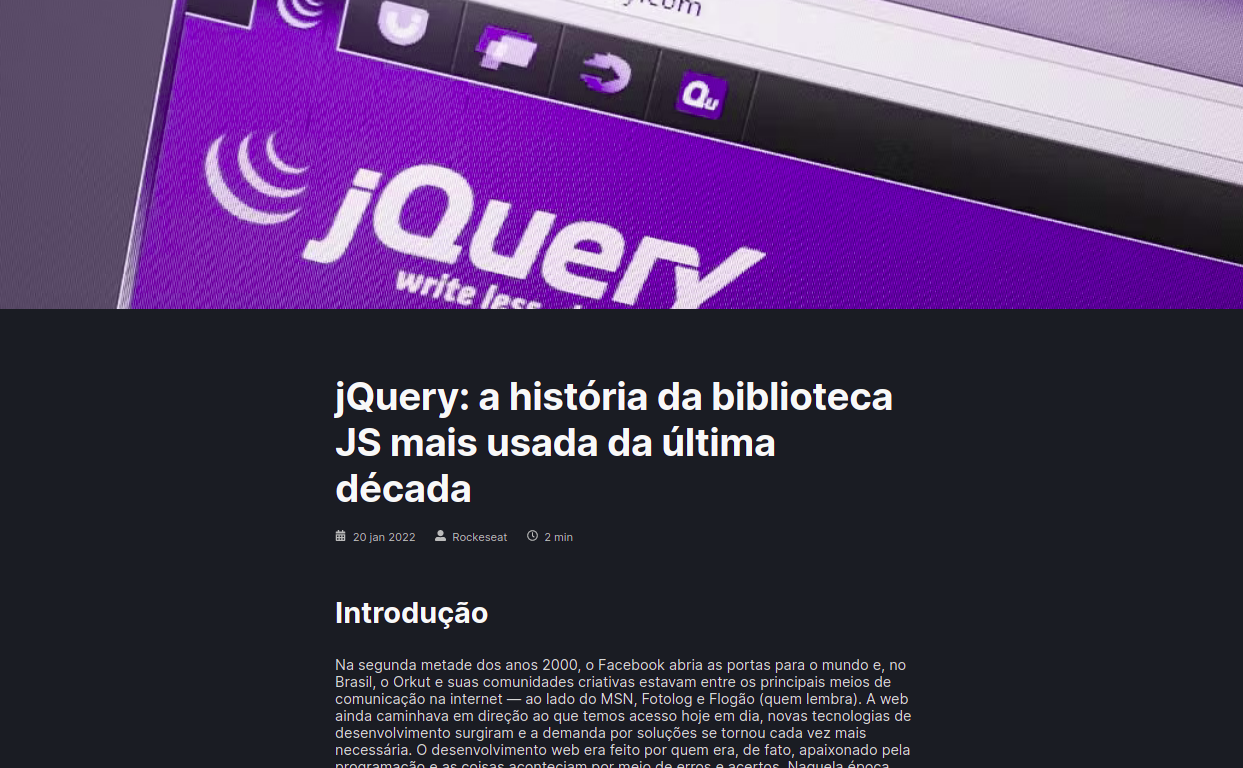 jQuery
write less
jQuery: a história da biblioteca
JS mais usada da última
década
20 jan 2022 Rockeseat 2 min
Introdução
Na segunda metade dos anos 2000, o Facebook abria as portas para o mundo e, no
Brasil, o Orkut e suas comunidades criativas estavam entre os principais meios de
comunicação na internet — ao lado do MSN, Fotolog e Flogão (quem lembra). A web
ainda caminhava em direção ao que temos acesso hoje em dia, novas tecnologias de
desenvolvimento surgiram e a demanda por soluções se tornou cada vez mais
necessária. O desenvolvimento web era feito por quem era, de fato, apaixonado pela
programação e as coisas aconteciam por meio de erros e acertos. Naquela época